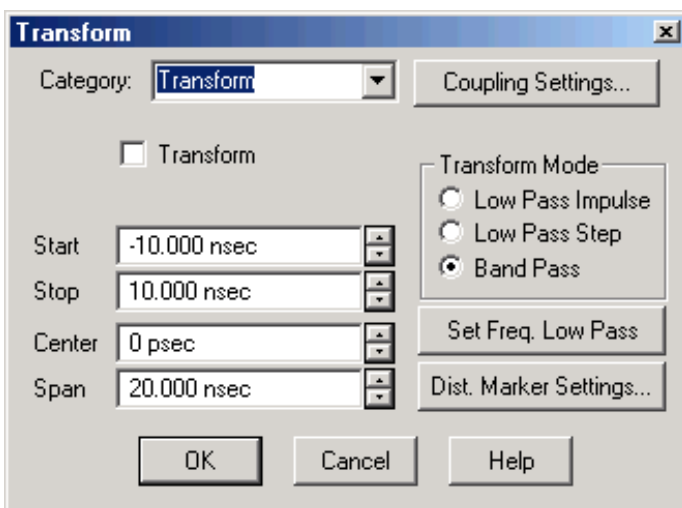 Transform
Category: Transform Coupling Settings...
Transform
Transform Mode
Low Pass Impulse
Low Pass Step
Band Pass
Start -10.000 nsec
Stop 10.000 nsec
Center 0 psec
Span 20.000 nsec
Set Freq. Low Pass
Dist. Marker Settings...
OK Cancel Help